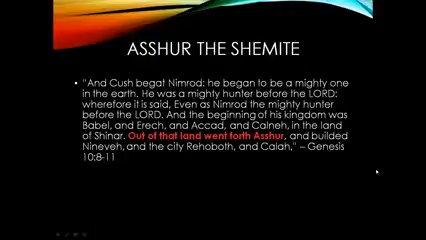 ASSHUR THE SHEMITE
• "And Cush begat Nimrod: he began to be a mighty one
in the earth. He was a mighty hunter before the LORD:
wherefore it is said, Even as Nimrod the mighty hunter
before the LORD. And the beginning of his kingdom was
Babel, and Erech, and Accad, and Calneh, in the land
of Shinar. Out of that land went forth Asshur, and builded
Nineveh, and the city Rehoboth, and Calah," – Genesis
10:8-11